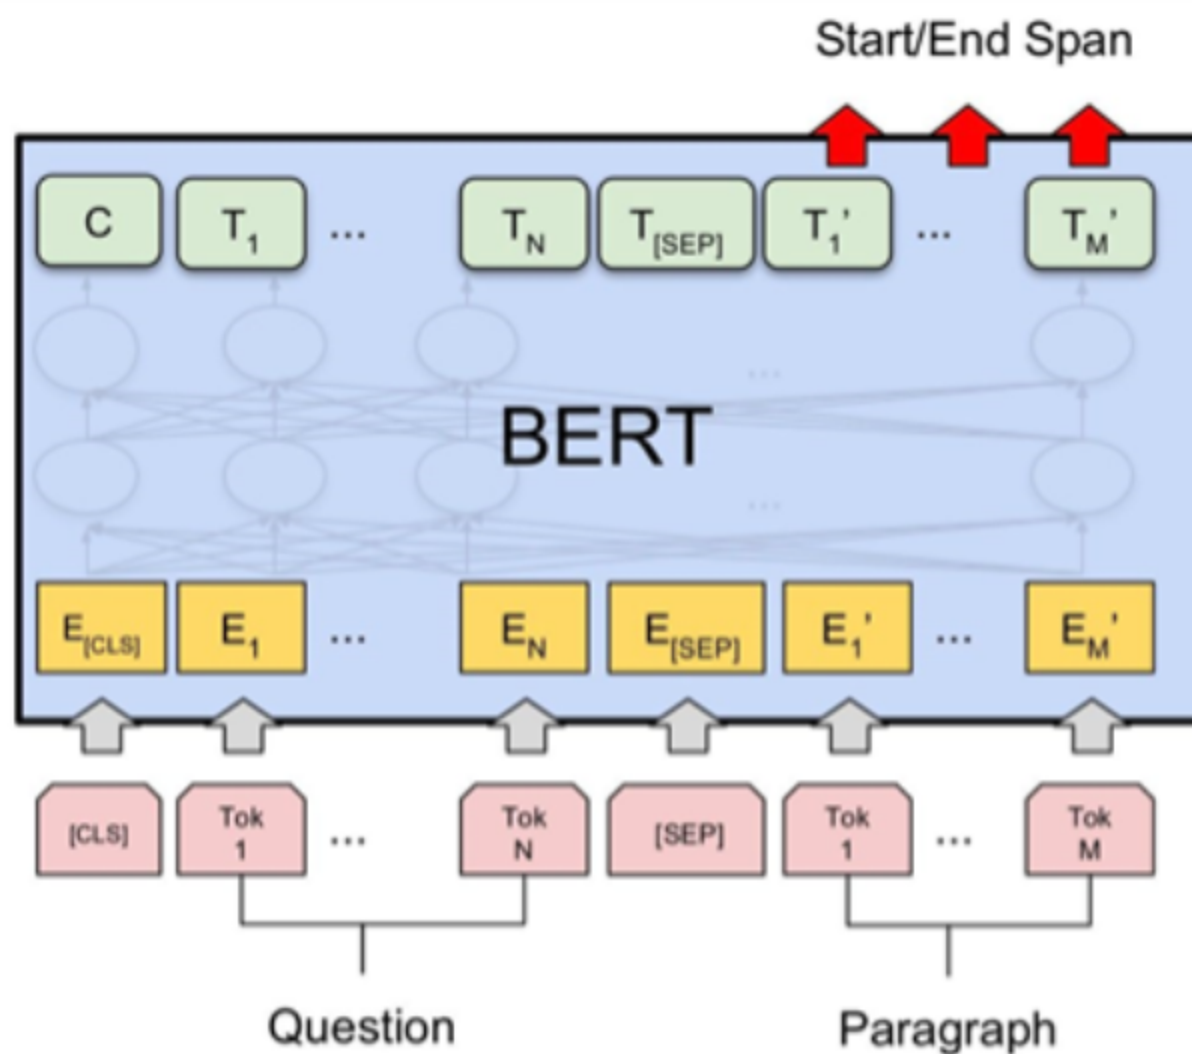 Start/End Span
C T1 ... TN T[SEP] T1' ... TM'
...
BERT
...
E[CLS] E1 ... EN E[SEP] E1' ... EM'
[CLS] Tok 1 ... Tok N [SEP] Tok 1 ... Tok M
Question Paragraph